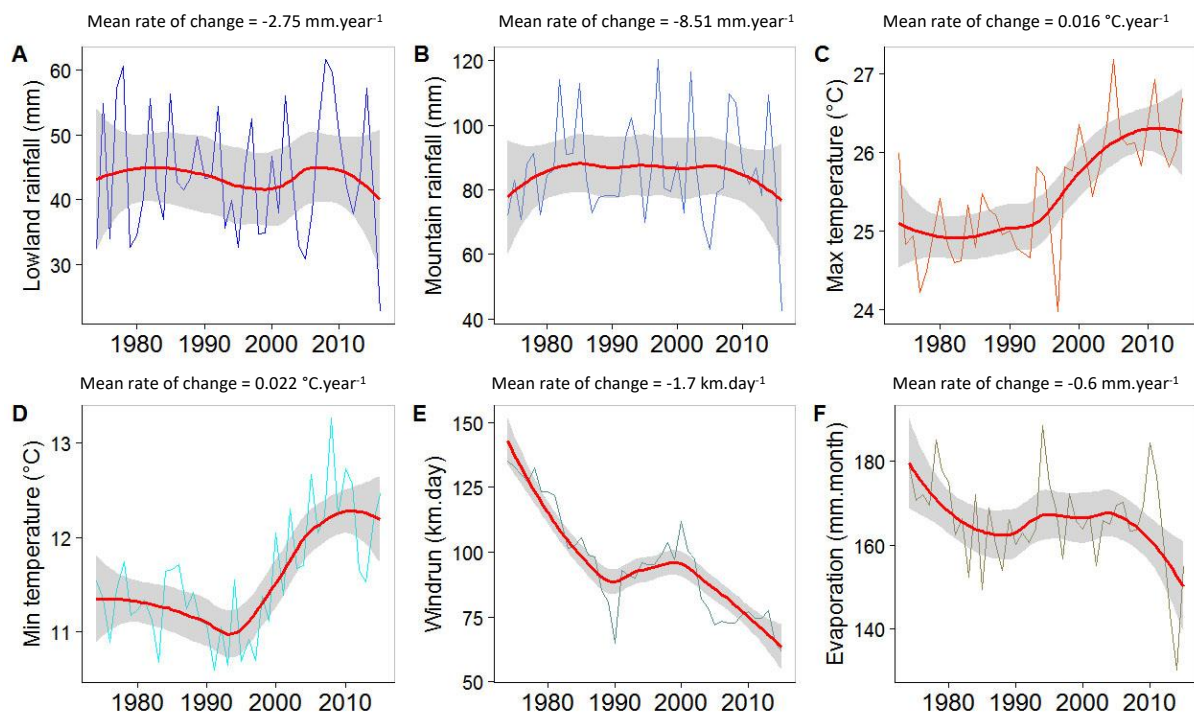 Mean rate of change = -2.75 mm.year-1
Mean rate of change = -8.51 mm.year-1
Mean rate of change = 0.016 °C.year-1
A
Lowland rainfall (mm)
60
50
40
30
1980 1990 2000 2010
B
Mountain rainfall (mm)
120
100
80
60
40
1980 1990 2000 2010
C
Max temperature (°C)
27
26
25
24
1980 1990 2000 2010
Mean rate of change = 0.022 °C.year-1
Mean rate of change = -1.7 km.day-1
Mean rate of change = -0.6 mm.year-1
D
Min temperature (°C)
13
12
11
1980 1990 2000 2010
E
Windrun (km.day)
150
125
100
75
50
1980 1990 2000 2010
F
Evaporation (mm.month)
180
160
140
1980 1990 2000 2010